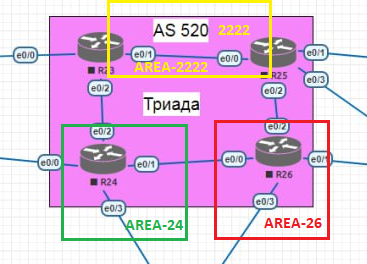 AS 520 2222
e0/0
e0/1
e0/0
e0/1
R23
AREA-2222
R25
e0/3
e0/2
e0/2
Триада
e0/2
e0/2
e0/0
e0/1
e0/0
e0/1
R24
R26
e0/3
AREA-24
e0/3
AREA-26